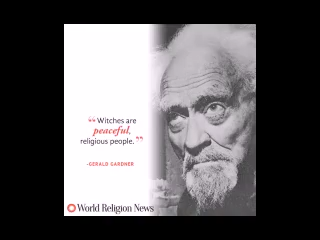 “ Witches are
peaceful,
religious people. ”
-GERALD GARDNER
World Religion News